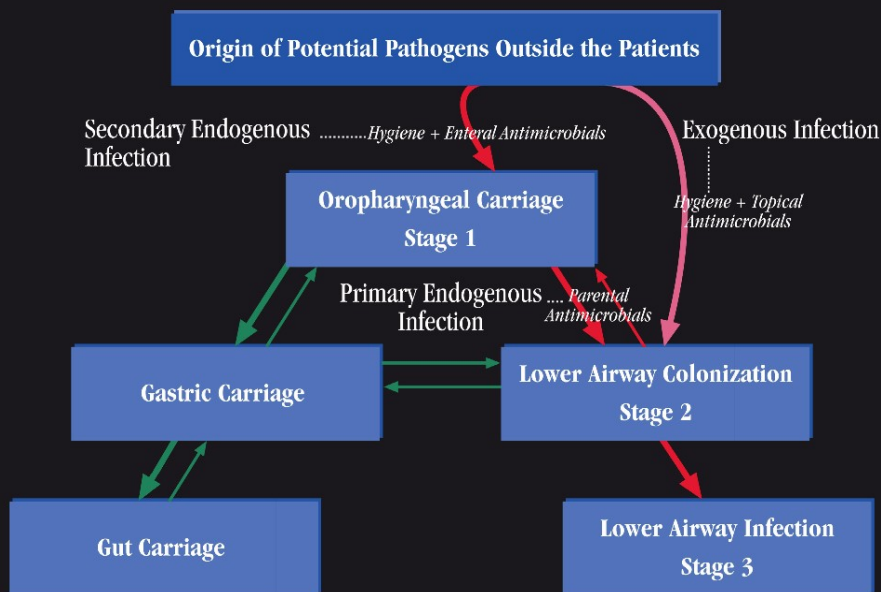 Origin of Potential Pathogens Outside the Patients
Secondary Endogenous
Infection
..........Hygiene + Enteral Antimicrobials
Exogenous Infection
Hygiene + Topical
Antimicrobials
Oropharyngeal Carriage
Stage 1
Primary Endogenous
Infection
....Parental
Antimicrobials
Gastric Carriage
Lower Airway Colonization
Stage 2
Gut Carriage
Lower Airway Infection
Stage 3